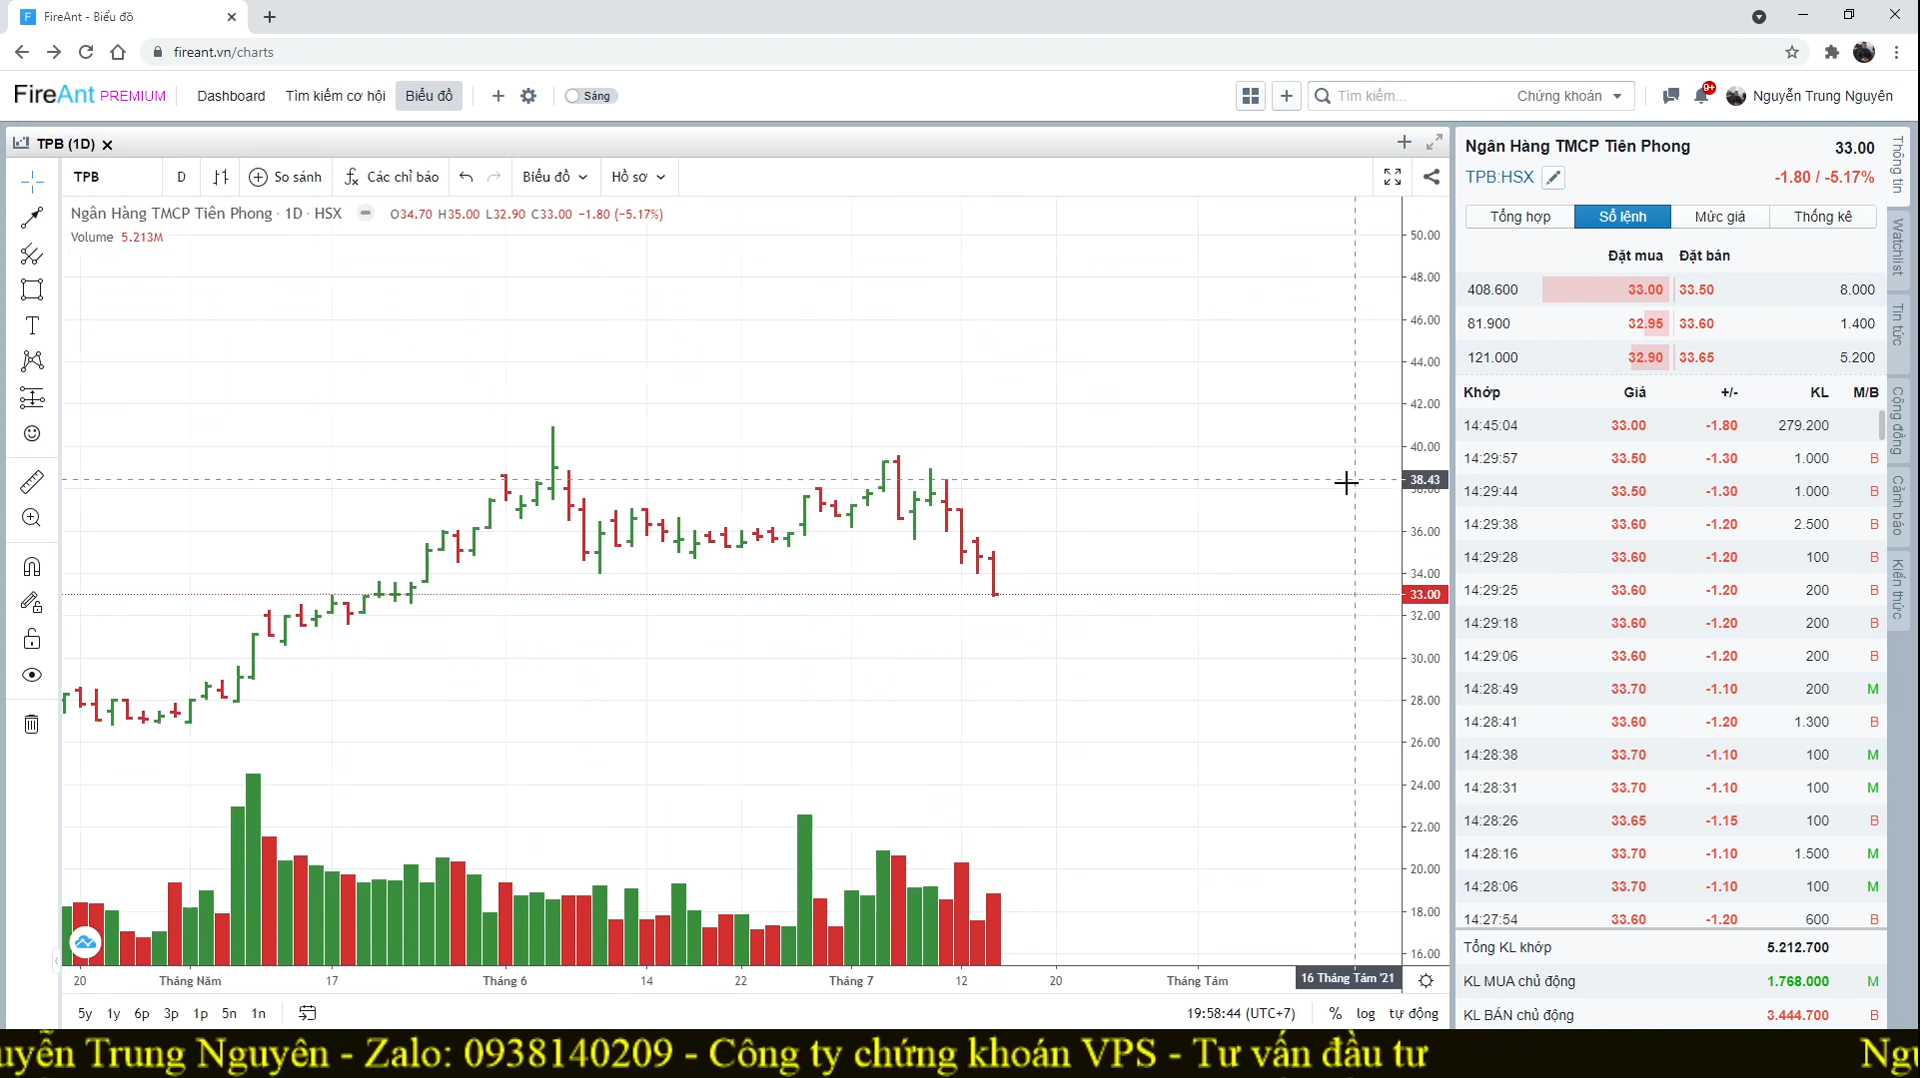 FireAnt - Biểu đồ
fireant.vn/charts
FireAnt PREMIUM
Dashboard
Tìm kiếm cơ hội
Biểu đồ
Sáng
Tìm kiếm...
Chứng khoán
9+
Nguyễn Trung Nguyên
TPB (1D)
TPB
D
So sánh
Các chỉ báo
Biểu đồ
Hồ sơ
Ngân Hàng TMCP Tiên Phong · 1D · HSX
O34.70 H35.00 L32.90 C33.00 −1.80 (−5.17%)
Volume 5.213M
50.00
48.00
46.00
44.00
42.00
40.00
38.43
38.00
36.00
34.00
33.00
32.00
30.00
28.00
26.00
24.00
22.00
20.00
18.00
16.00
20
Tháng Năm
17
Tháng 6
14
22
Tháng 7
12
20
Tháng Tám
16 Tháng Tám '21
5y 1y 6p 3p 1p 5n 1n
19:58:44 (UTC+7)
% log tự động
Ngân Hàng TMCP Tiên Phong 33.00
TPB:HSX -1.80 / -5.17%
Tổng hợp Sổ lệnh Mức giá Thống kê
Đặt mua Đặt bán
408.600 33.00 33.50 8.000
81.900 32.95 33.60 1.400
121.000 32.90 33.65 5.200
Khớp Giá +/- KL M/B
14:45:04 33.00 -1.80 279.200
14:29:57 33.50 -1.30 1.000 B
14:29:44 33.50 -1.30 1.000 B
14:29:38 33.60 -1.20 2.500 B
14:29:28 33.60 -1.20 100 B
14:29:25 33.60 -1.20 200 B
14:29:18 33.60 -1.20 200 B
14:29:06 33.60 -1.20 200 B
14:28:49 33.70 -1.10 200 M
14:28:41 33.60 -1.20 1.300 B
14:28:38 33.70 -1.10 100 M
14:28:31 33.70 -1.10 100 M
14:28:26 33.65 -1.15 100 B
14:28:16 33.70 -1.10 1.500 M
14:28:06 33.70 -1.10 100 M
14:27:54 33.60 -1.20 600 B
Tổng KL khớp 5.212.700
KL MUA chủ động 1.768.000 M
KL BÁN chủ động 3.444.700 B
Thông tin
Watchlist
Tin tức
Cộng đồng
Cảnh báo
Kiến thức
uyễn Trung Nguyên - Zalo: 0938140209 - Công ty chứng khoán VPS - Tư vấn đầu tư